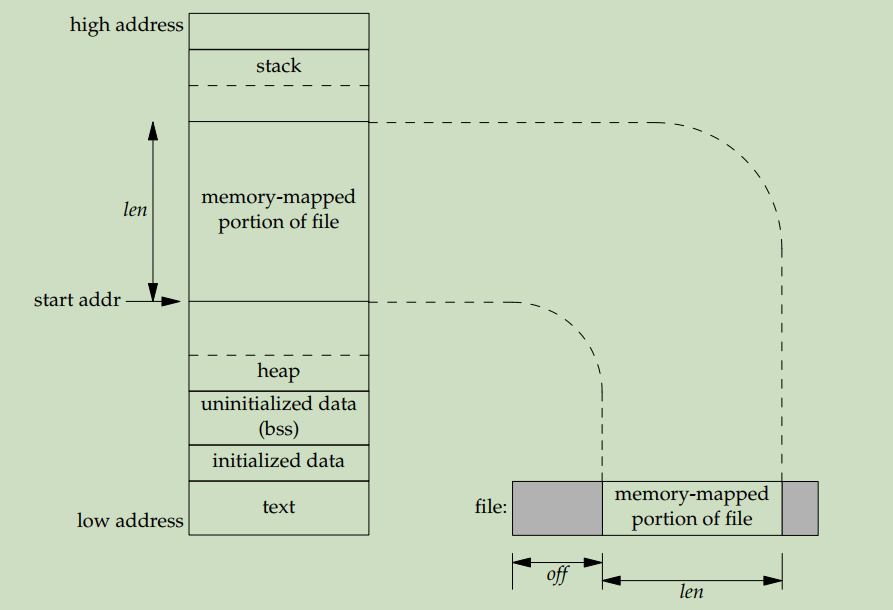 high address
stack
len
memory-mapped
portion of file
start addr
heap
uninitialized data
(bss)
initialized data
low address
text
file:
memory-mapped
portion of file
off
len